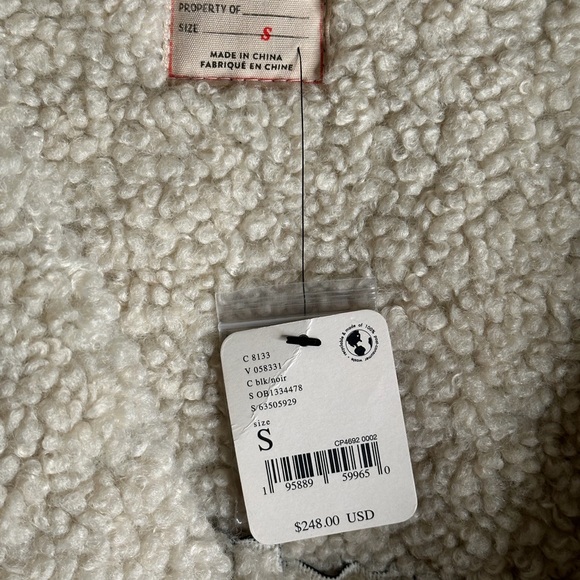 PROPERTY OF
SIZE S
MADE IN CHINA
FABRIQUÉ EN CHINE
C 8133
V 058331
C blk/noir
S OB1334478
S 63505929
size
S
CP4692 0002
1 95889 59965 0
$248.00 USD